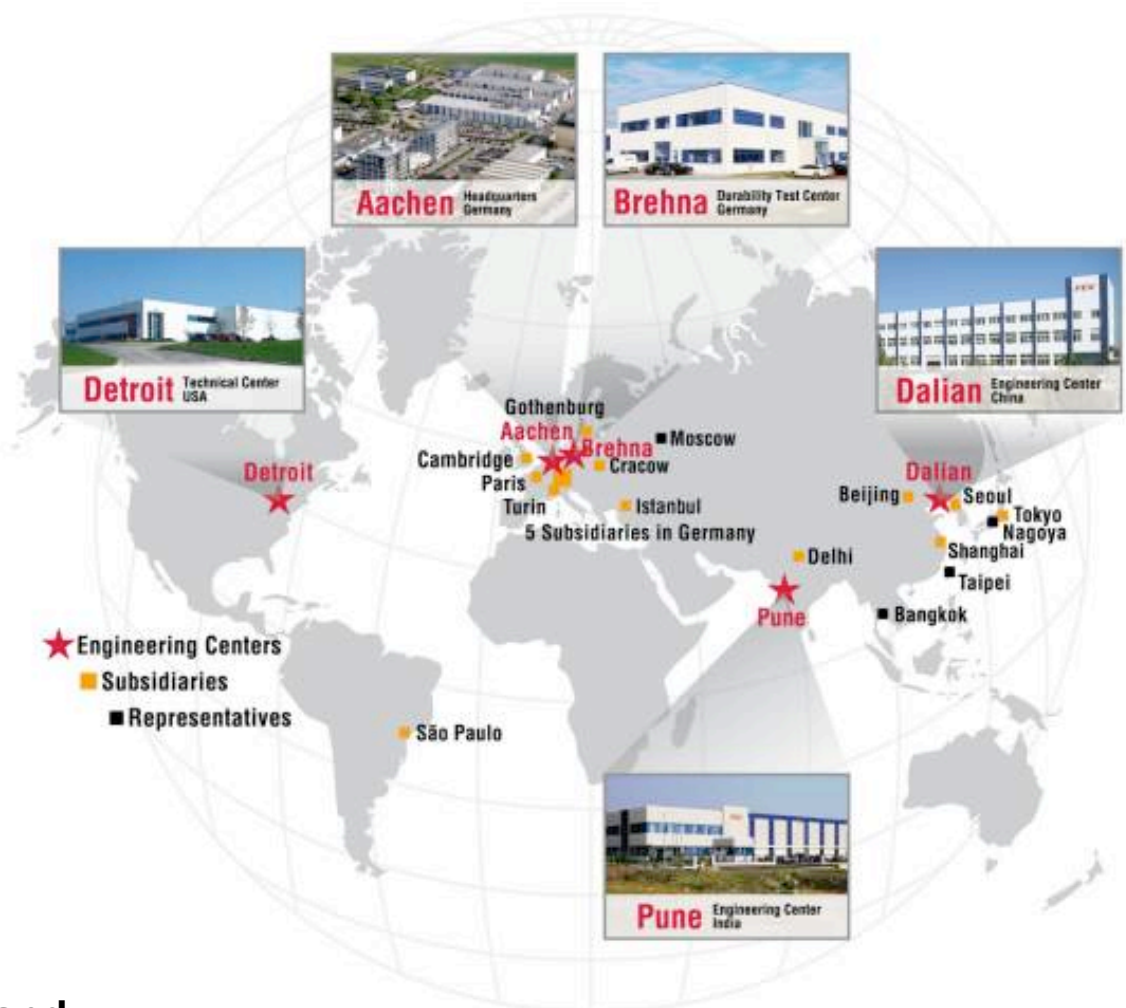 Aachen Headquarters
Germany
Brehna Durability Test Center
Germany
Detroit Technical Center
USA
FEV
Dalian Engineering Center
China
Gothenburg
Aachen
Brehna
Moscow
Cambridge
Cracow
Paris
Turin
Istanbul
5 Subsidiaries in Germany
Detroit
Dalian
Beijing
Seoul
Tokyo
Nagoya
Shanghai
Delhi
Taipei
Pune
Bangkok
Engineering Centers
Subsidiaries
Representatives
São Paulo
Pune Engineering Center
India